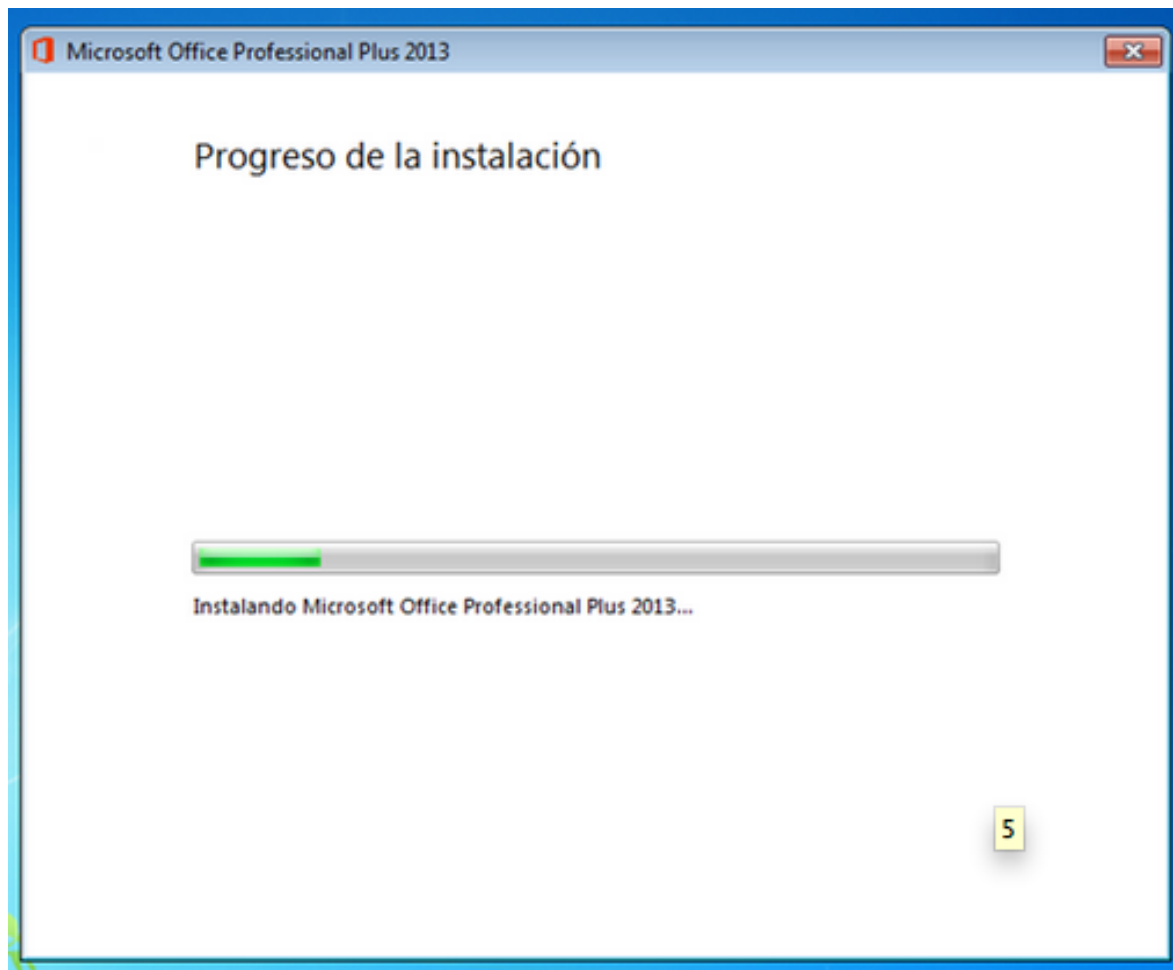 Microsoft Office Professional Plus 2013
Progreso de la instalación
Instalando Microsoft Office Professional Plus 2013...
5